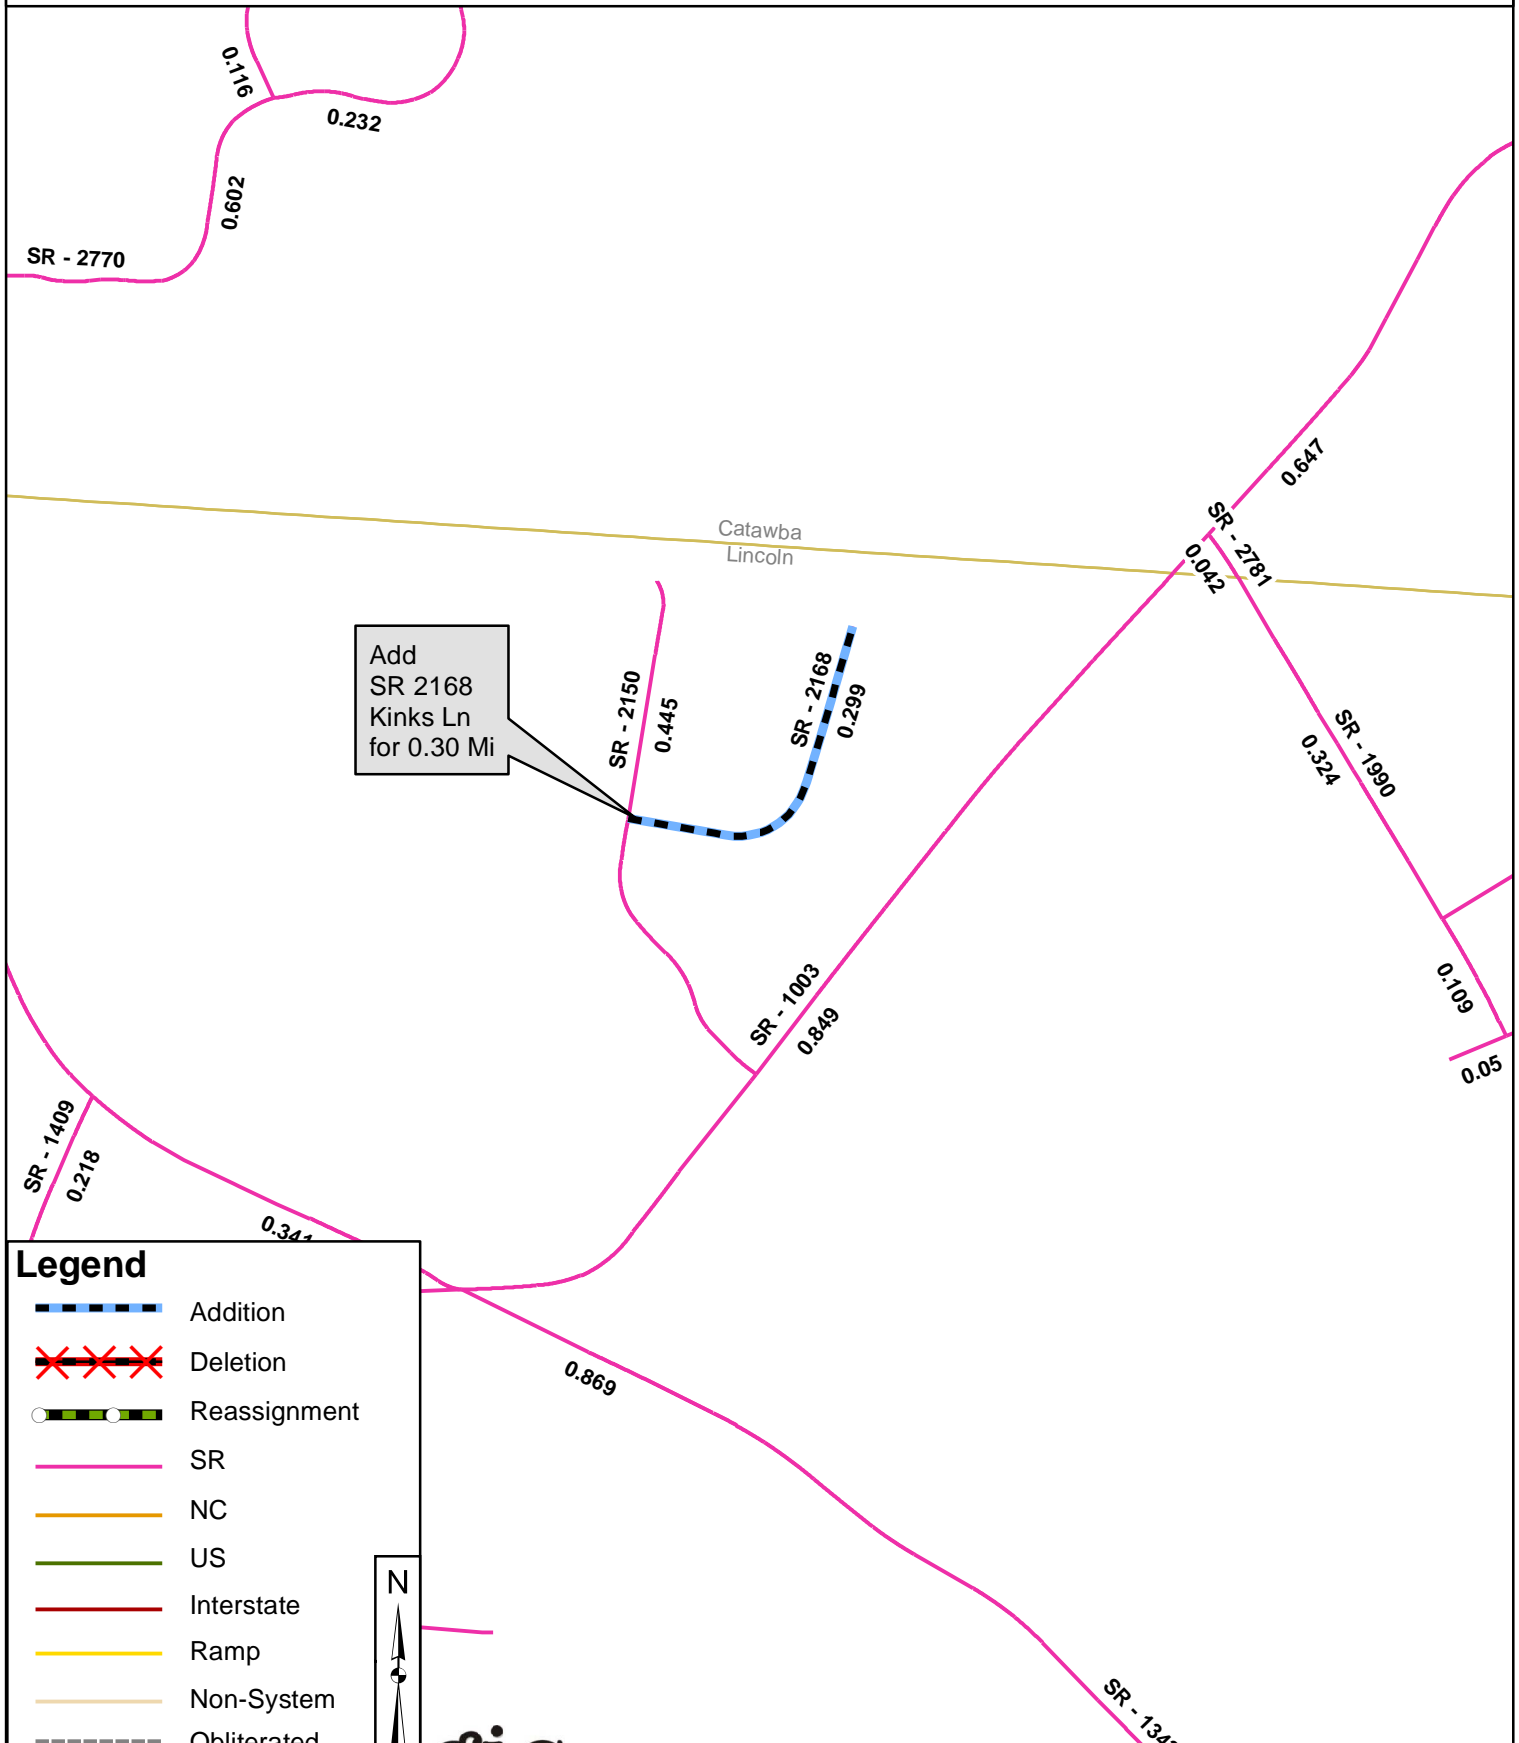 0.116
0.232
0.602
SR - 2770
0.647
Catawba
Lincoln
SR - 2781
0.042
Add
SR 2168
Kinks Ln
for 0.30 Mi
SR - 2150
0.445
SR - 2168
0.299
SR - 1990
0.324
SR - 1003
0.849
0.109
0.05
SR - 1409
0.218
0.341
Legend
Addition
Deletion
Reassignment
SR
NC
US
Interstate
Ramp
Non-System
Obliterated
N
0.869